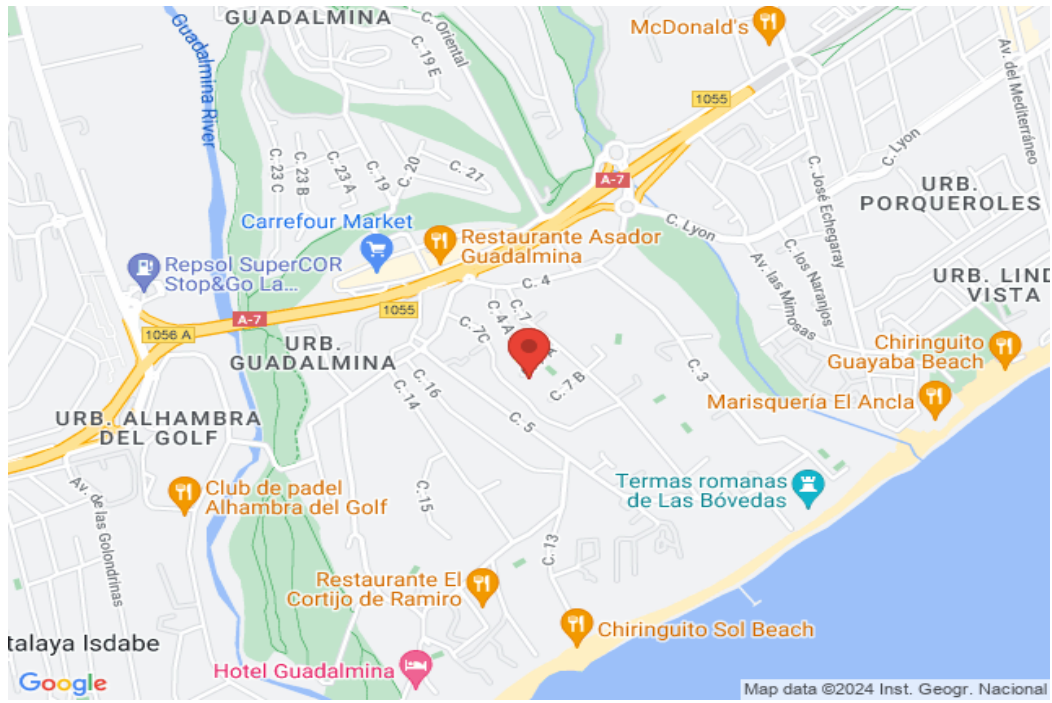 GUADALMINA
C. Oriental
McDonald's
Guadalmina River
C. 19 E
Av. del Mediterráneo
1055
C. Lyon
C. 23 C
C. 23 B
C. 23 A
C. 19
C. 20
C. 21
A-7
C. José Echegaray
URB.
PORQUEROLES
Carrefour Market
Restaurante Asador
Guadalmina
C. Lyon
C. los Naranjos
Av. las Mimosas
Repsol SuperCOR
Stop&Go La...
C. 4
URB. LIND
VISTA
1055
A-7
1056 A
C. 7
C. 4 A
C. 7C
URB.
GUADALMINA
Chiringuito
Guayaba Beach
C. 3
C. 7 B
C. 16
C. 14
C. 5
Marisquería El Ancla
URB. ALHAMBRA
DEL GOLF
Av. de las Golondrinas
Club de padel
Alhambra del Golf
C. 15
Termas romanas
de Las Bóvedas
C. 13
Restaurante El
Cortijo de Ramiro
Chiringuito Sol Beach
talaya Isdabe
Hotel Guadalmina
Google
Map data ©2024 Inst. Geogr. Nacional